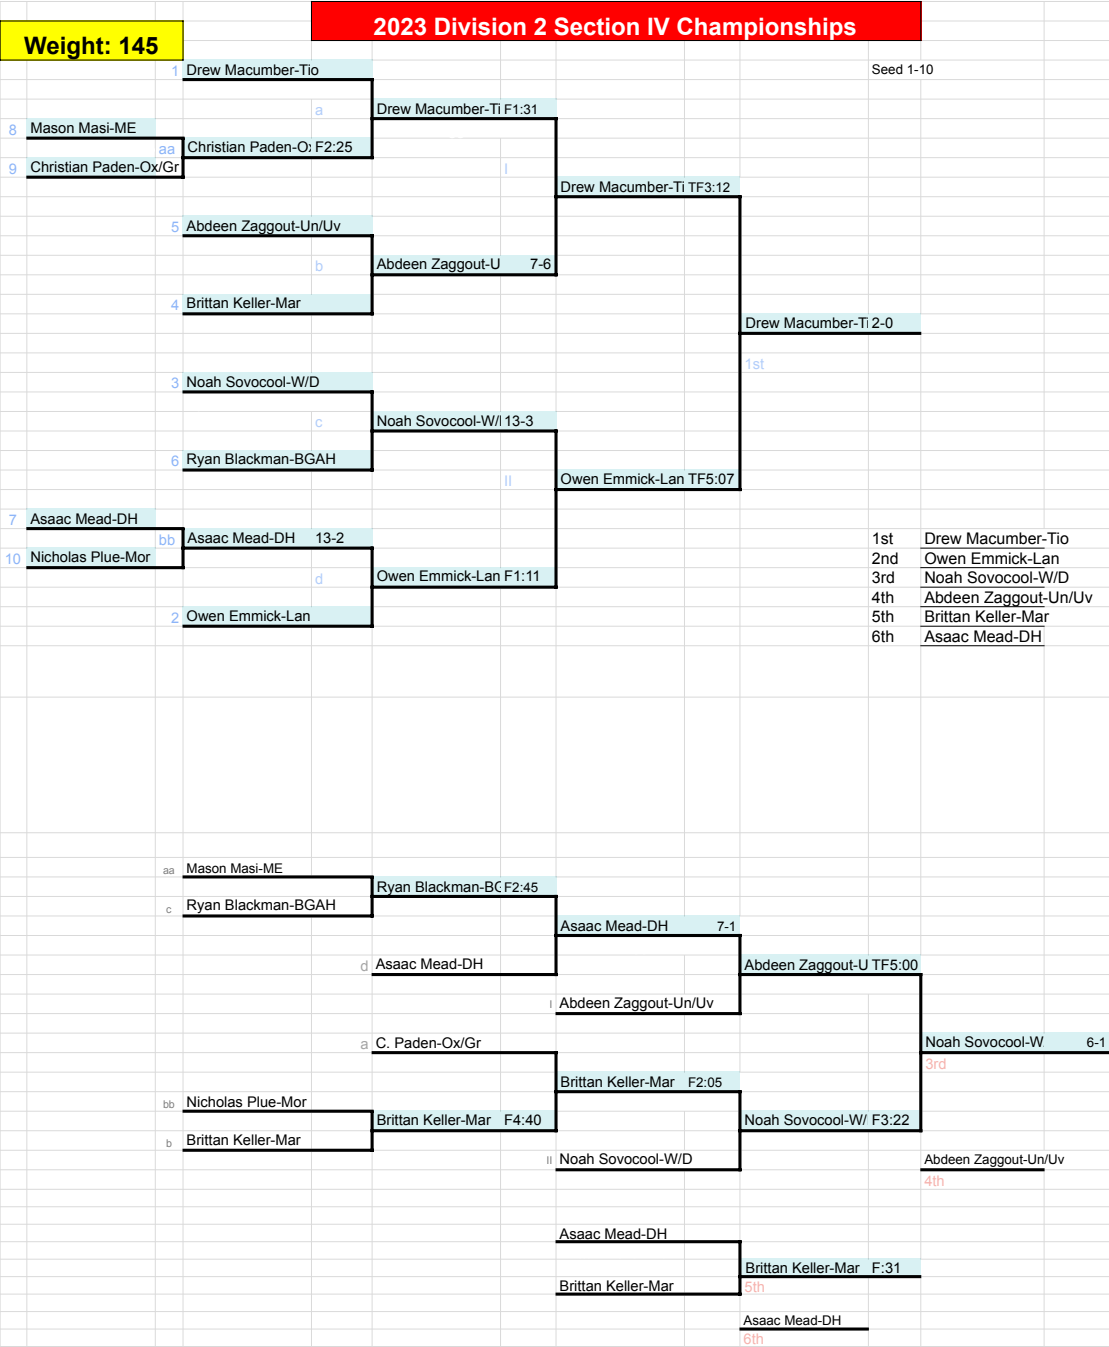 2023 Division 2 Section IV Championships
Weight: 145
1 Drew Macumber-Tio
Seed 1-10
a Drew Macumber-Ti F1:31
8 Mason Masi-ME
aa Christian Paden-Ox F2:25
9 Christian Paden-Ox/Gr
I
Drew Macumber-Ti TF3:12
5 Abdeen Zaggout-Un/Uv
b Abdeen Zaggout-U 7-6
4 Brittan Keller-Mar
Drew Macumber-Ti 2-0
1st
3 Noah Sovocool-W/D
c Noah Sovocool-W/ 13-3
6 Ryan Blackman-BGAH
II Owen Emmick-Lan TF5:07
7 Asaac Mead-DH
bb Asaac Mead-DH 13-2
10 Nicholas Plue-Mor
d Owen Emmick-Lan F1:11
2 Owen Emmick-Lan
1st Drew Macumber-Tio
2nd Owen Emmick-Lan
3rd Noah Sovocool-W/D
4th Abdeen Zaggout-Un/Uv
5th Brittan Keller-Mar
6th Asaac Mead-DH
aa Mason Masi-ME
Ryan Blackman-BG F2:45
c Ryan Blackman-BGAH
Asaac Mead-DH 7-1
d Asaac Mead-DH
Abdeen Zaggout-U TF5:00
I Abdeen Zaggout-Un/Uv
a C. Paden-Ox/Gr
Noah Sovocool-W 6-1
3rd
Brittan Keller-Mar F2:05
bb Nicholas Plue-Mor
Brittan Keller-Mar F4:40
Noah Sovocool-W/ F3:22
b Brittan Keller-Mar
II Noah Sovocool-W/D
Abdeen Zaggout-Un/Uv
4th
Asaac Mead-DH
Brittan Keller-Mar F:31
Brittan Keller-Mar
5th
Asaac Mead-DH
6th